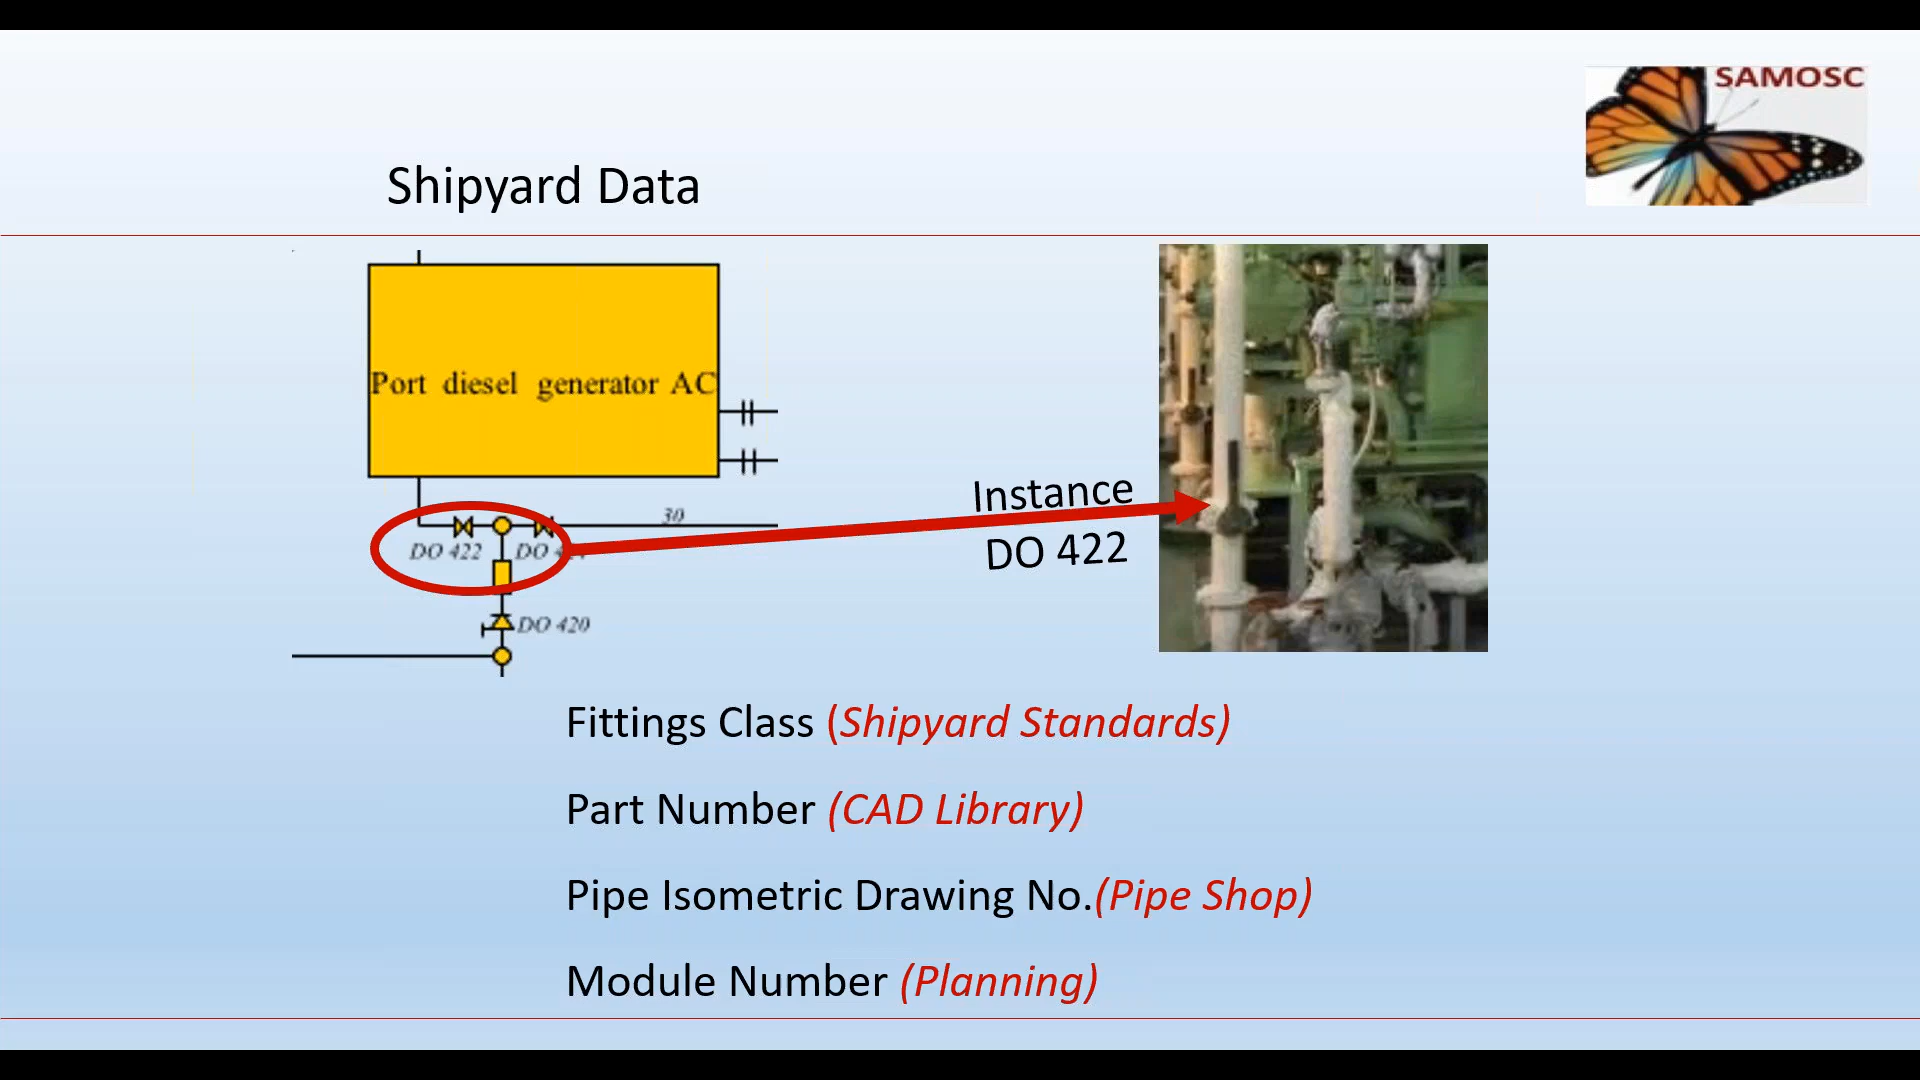 SAMOSC
Shipyard Data
Port diesel generator AC
30
DO 422
DO
DO 420
Instance
DO 422
Fittings Class (Shipyard Standards)
Part Number (CAD Library)
Pipe Isometric Drawing No.(Pipe Shop)
Module Number (Planning)